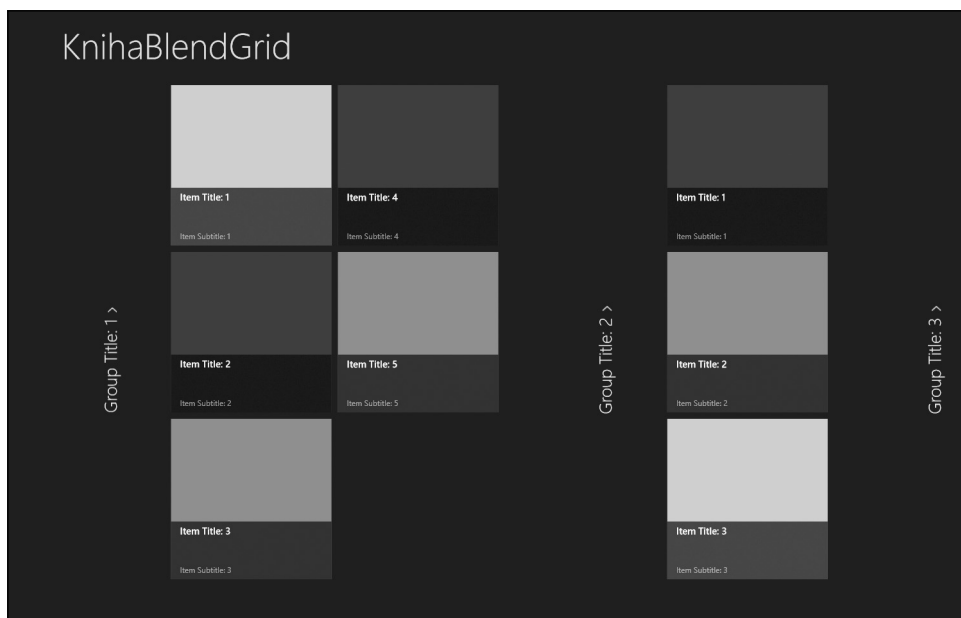 KnihaBlendGrid
Group Title: 1 >
Item Title: 1
Item Subtitle: 1
Item Title: 2
Item Subtitle: 2
Item Title: 3
Item Subtitle: 3
Item Title: 4
Item Subtitle: 4
Item Title: 5
Item Subtitle: 5
Group Title: 2 >
Item Title: 1
Item Subtitle: 1
Item Title: 2
Item Subtitle: 2
Item Title: 3
Item Subtitle: 3
Group Title: 3 >